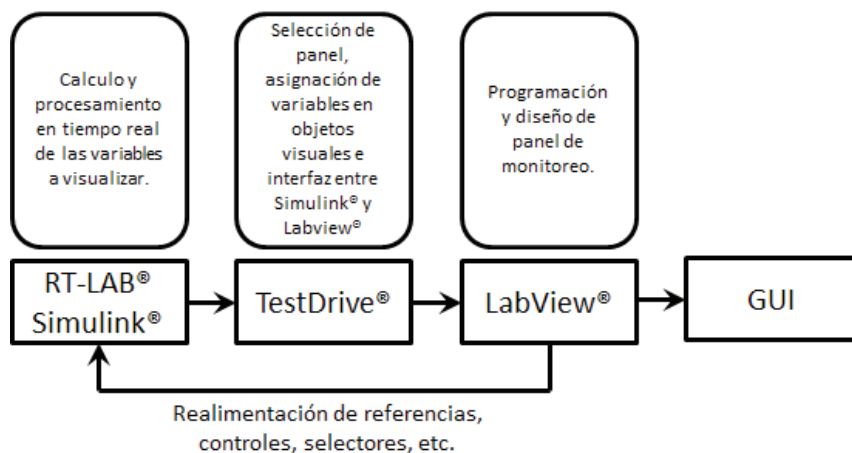 Calculo y
procesamiento
en tiempo real
de las variables
a visualizar.
Selección de
panel,
asignación de
variables en
objetos
visuales e
interfaz entre
Simulink® y
Labview®
Programación
y diseño de
panel de
monitoreo.
RT-LAB®
Simulink®
TestDrive®
LabView®
GUI
Realimentación de referencias,
controles, selectores, etc.